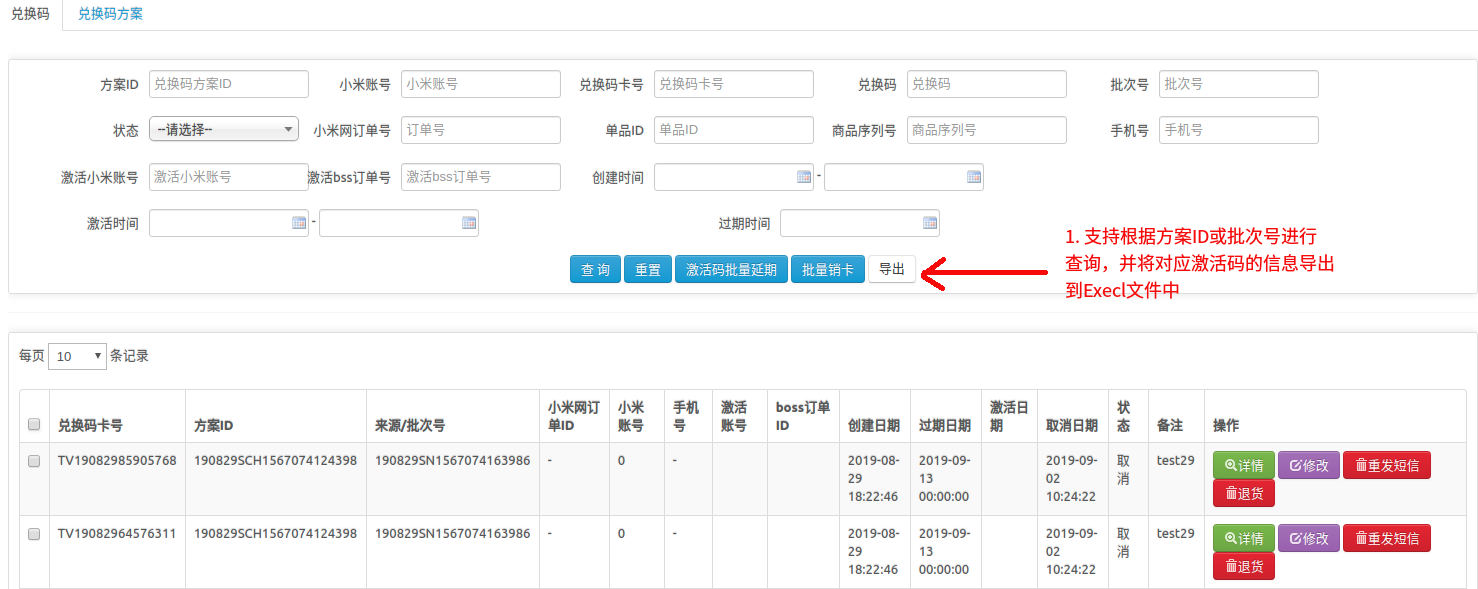 兑换码 兑换码方案
方案ID 兑换码方案ID 小米账号 小米账号 兑换码卡号 兑换码卡号 兑换码 兑换码 批次号 批次号
状态 --请选择-- 小米网订单号 订单号 单品ID 单品ID 商品序列号 商品序列号 手机号 手机号
激活小米账号 激活小米账号 激活bss订单号 激活bss订单号 创建时间 -
激活时间 - 过期时间
查 询 重置 激活码批量延期 批量销卡 导出
1. 支持根据方案ID或批次号进行
查询，并将对应激活码的信息导出
到Execl文件中
每页 10 条记录
兑换码卡号 方案ID 来源/批次号 小米网订
单ID 小米
账号 手机
号 激活
账号 boss订单
ID 创建日期 过期日期 激活日
期 取消日期 状
态 备注 操作
TV19082985905768 190829SCH1567074124398 190829SN1567074163986 - 0 - 2019-08-
29
18:22:46 2019-09-
13
00:00:00 2019-09-
02
10:24:22 取
消 test29 详情 修改 重发短信
退货
TV19082964576311 190829SCH1567074124398 190829SN1567074163986 - 0 - 2019-08-
29
18:22:46 2019-09-
13
00:00:00 2019-09-
02
10:24:22 取
消 test29 详情 修改 重发短信
退货